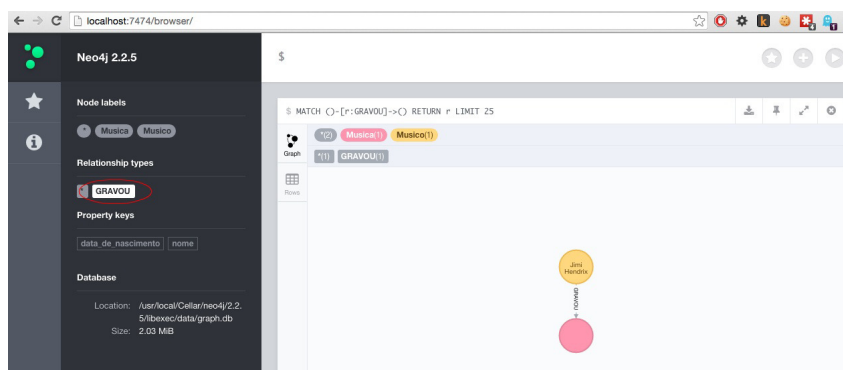 localhost:7474/browser/
Neo4j 2.2.5
$
Node labels
* Musica Musico
Relationship types
* GRAVOU
Property keys
data_de_nascimento nome
Database
Location: /usr/local/Cellar/neo4j/2.2.
5/libexec/data/graph.db
Size: 2.03 MiB
$ MATCH ()-[r:GRAVOU]->() RETURN r LIMIT 25
Graph
Rows
*(2) Musica(1) Musico(1)
*(1) GRAVOU(1)
Jimi
Hendrix
GRAVOU